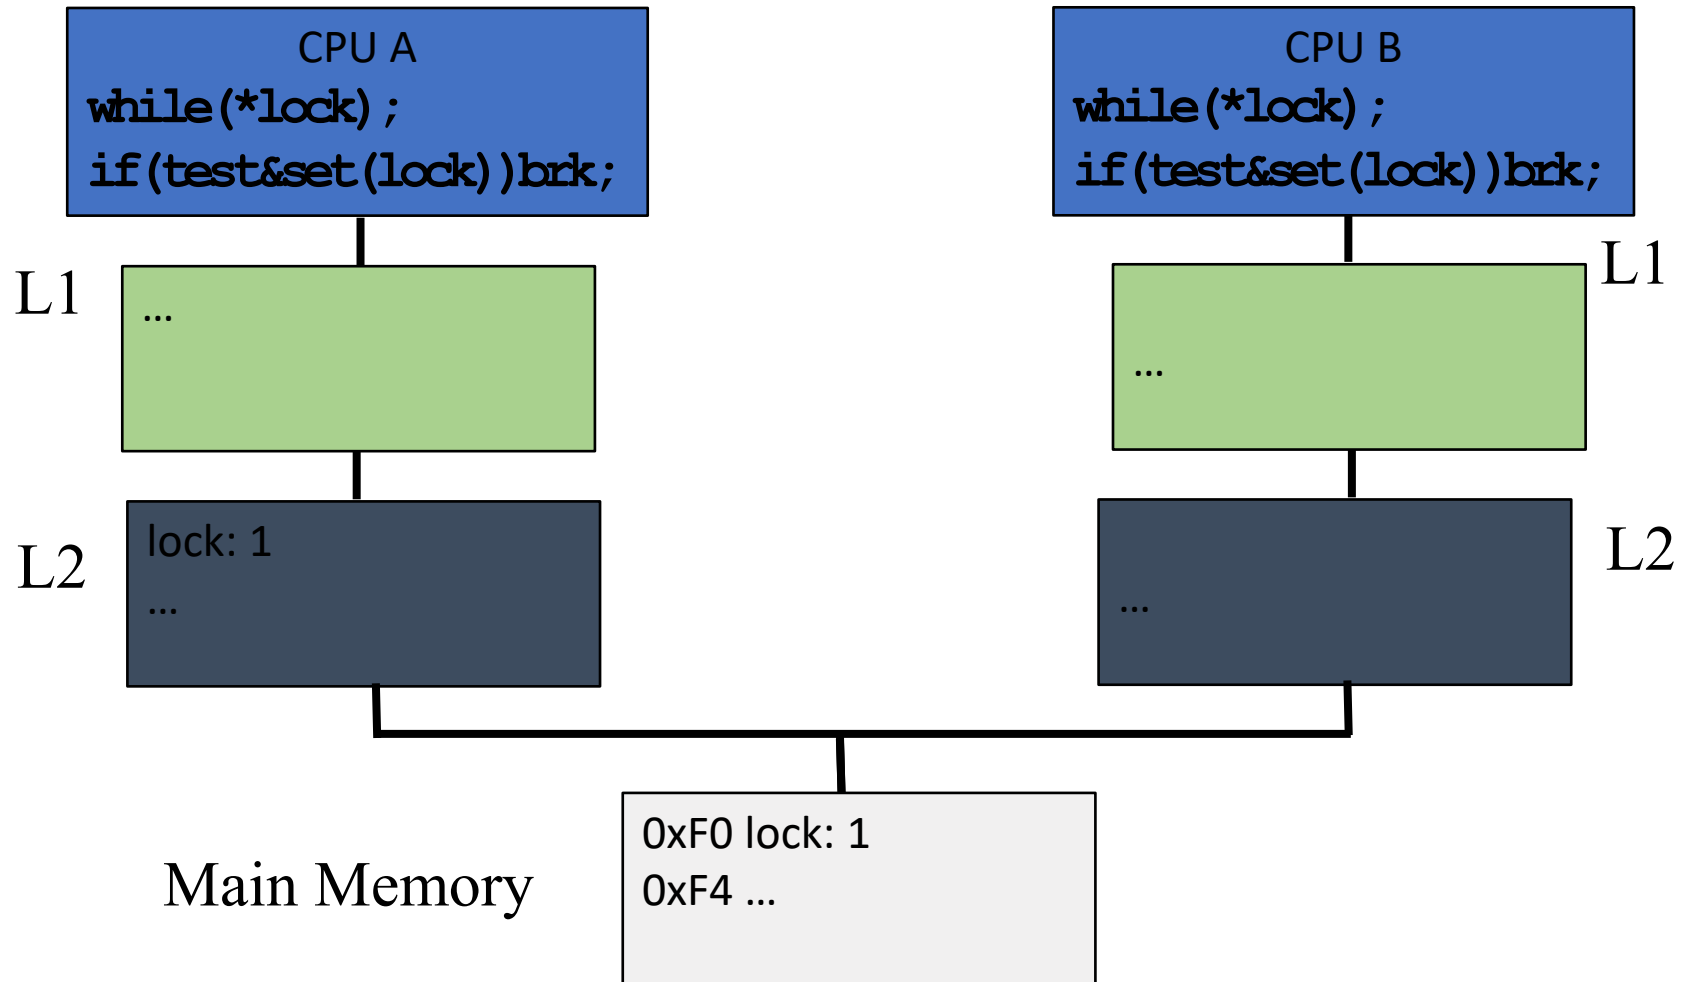 CPU A
while(*lock);
if(test&set(lock))brk;
CPU B
while(*lock);
if(test&set(lock))brk;
L1
…
L1
…
L2
lock: 1
…
L2
…
Main Memory
0xF0 lock: 1
0xF4 …